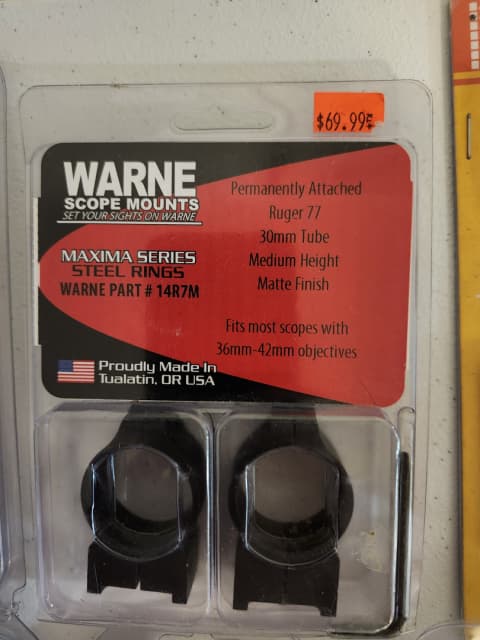 $69.99
WARNE
SCOPE MOUNTS
SET YOUR SIGHTS ON WARNE
MAXIMA SERIES
STEEL RINGS
WARNE PART # 14R7M
Permanently Attached
Ruger 77
30mm Tube
Medium Height
Matte Finish
Fits most scopes with
36mm-42mm objectives
Proudly Made In
Tualatin, OR USA